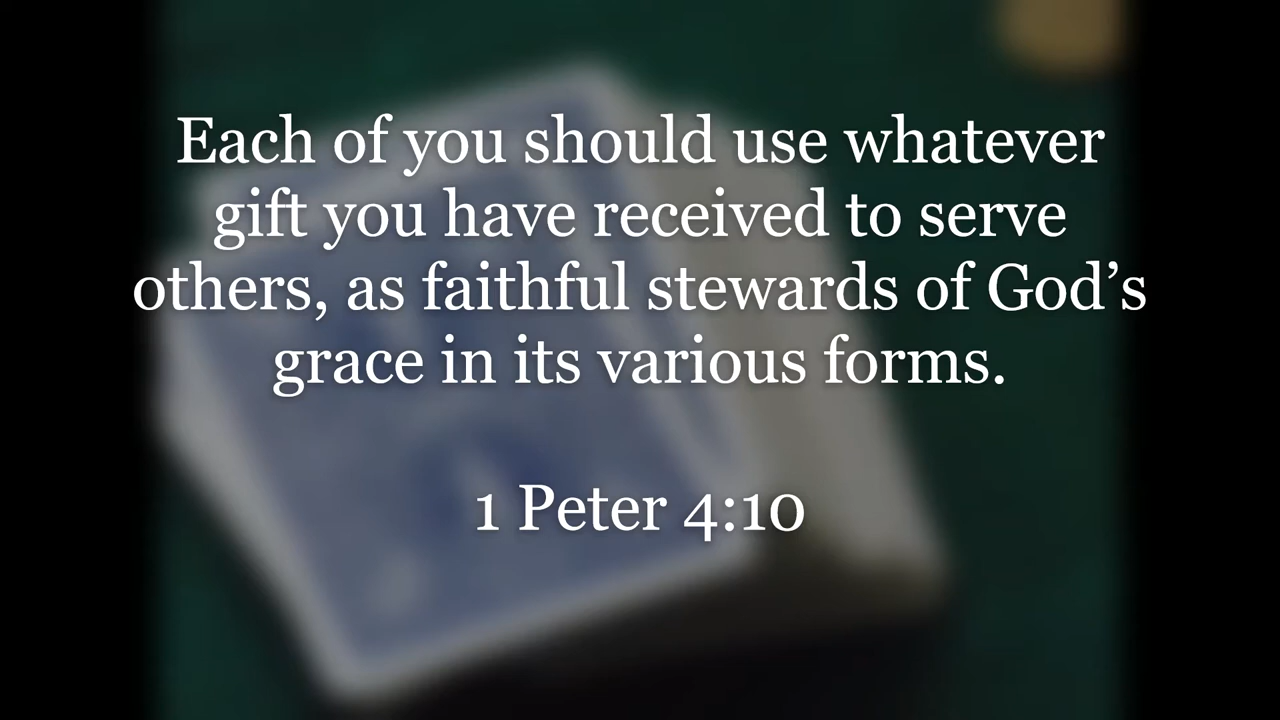 Each of you should use whatever
gift you have received to serve
others, as faithful stewards of God’s
grace in its various forms.
1 Peter 4:10